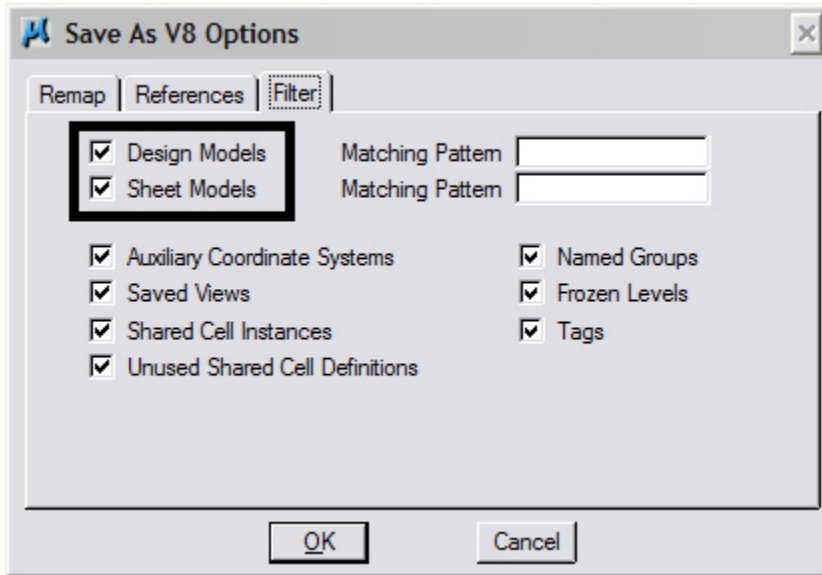 Save As V8 Options
Remap References Filter
Design Models Matching Pattern
Sheet Models Matching Pattern
Auxiliary Coordinate Systems Named Groups
Saved Views Frozen Levels
Shared Cell Instances Tags
Unused Shared Cell Definitions
OK Cancel